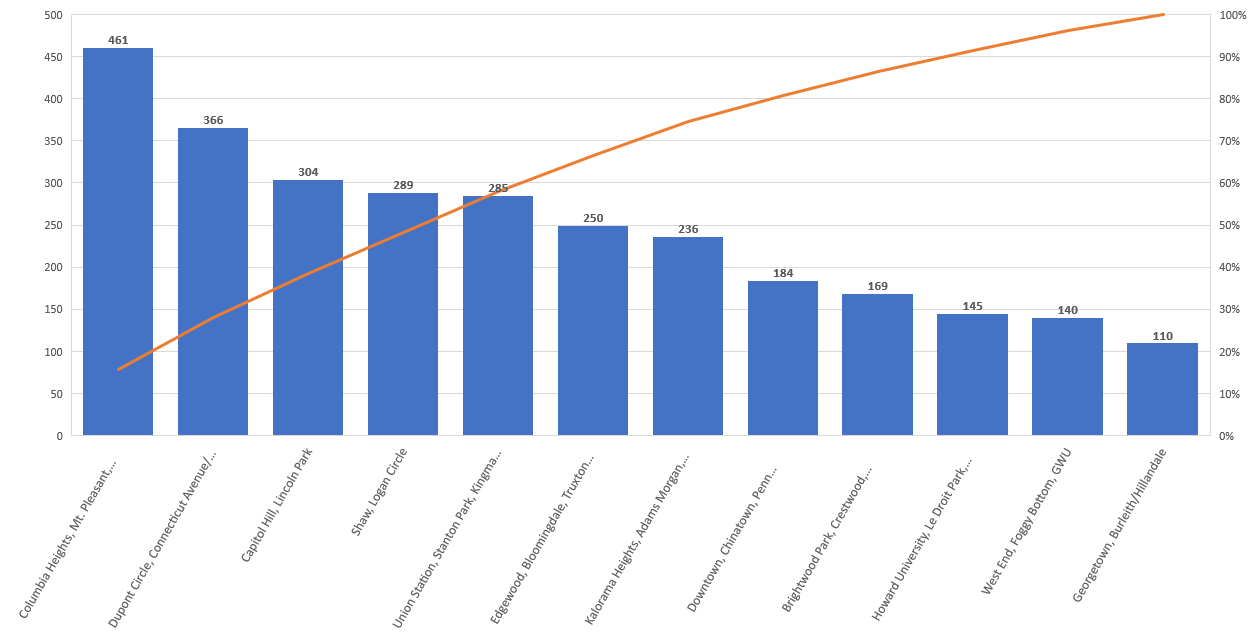 500
450
400
350
300
250
200
150
100
50
0
100%
90%
80%
70%
60%
50%
40%
30%
20%
10%
0%
461
366
304
289
285
250
236
184
169
145
140
110
Columbia Heights, Mt. Pleasant,...
Dupont Circle, Connecticut Avenue/...
Capitol Hill, Lincoln Park
Shaw, Logan Circle
Union Station, Stanton Park, Kingma...
Edgewood, Bloomingdale, Truxton...
Kalorama Heights, Adams Morgan,...
Downtown, Chinatown, Penn...
Brightwood Park, Crestwood,...
Howard University, Le Droit Park,...
West End, Foggy Bottom, GWU
Georgetown, Burleith/Hillandale